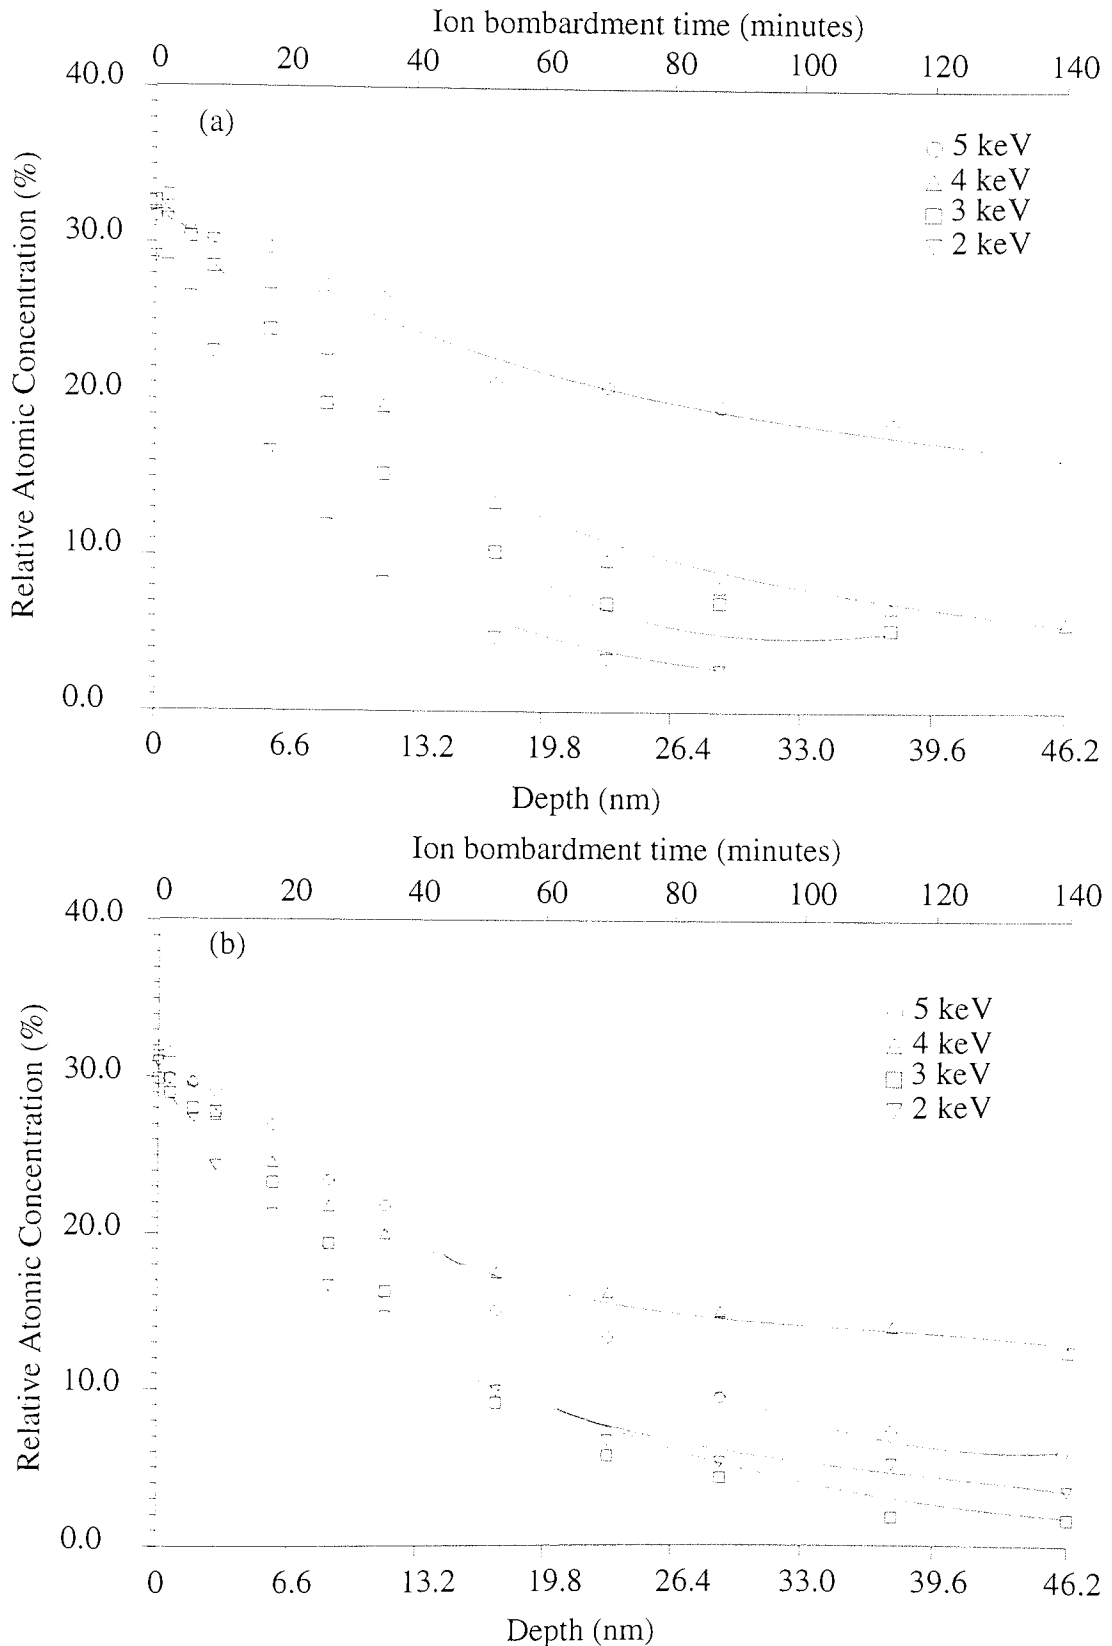 Ion bombardment time (minutes)
0 20 40 60 80 100 120 140
40.0
(a)
5 keV
4 keV
3 keV
2 keV
30.0
20.0
10.0
0.0
Relative Atomic Concentration (%)
0 6.6 13.2 19.8 26.4 33.0 39.6 46.2
Depth (nm)
Ion bombardment time (minutes)
0 20 40 60 80 100 120 140
40.0
(b)
5 keV
4 keV
3 keV
2 keV
30.0
20.0
10.0
0.0
Relative Atomic Concentration (%)
0 6.6 13.2 19.8 26.4 33.0 39.6 46.2
Depth (nm)